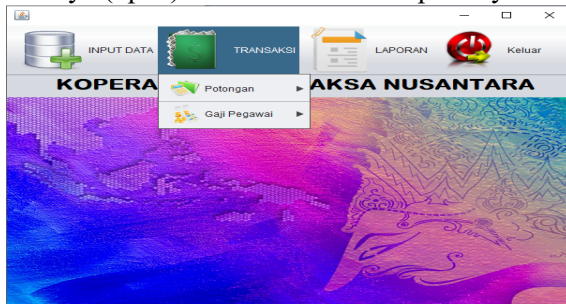 INPUT DATA TRANSAKSI LAPORAN Keluar
KOPERA AKSA NUSANTARA
Potongan
Gaji Pegawai